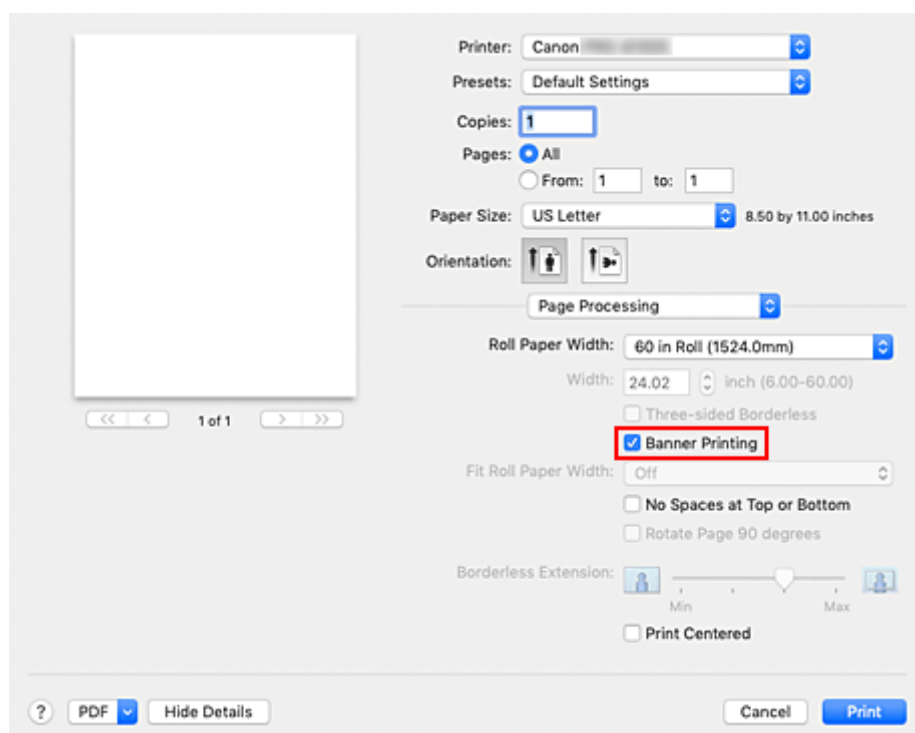 Printer: Canon
Presets: Default Settings
Copies: 1
Pages: All
From: 1 to: 1
Paper Size: US Letter 8.50 by 11.00 inches
Orientation:
Page Processing
Roll Paper Width: 60 in Roll (1524.0mm)
Width: 24.02 inch (6.00-60.00)
Three-sided Borderless
<< < 1 of 1 > >>
Banner Printing
Fit Roll Paper Width: Off
No Spaces at Top or Bottom
Rotate Page 90 degrees
Borderless Extension:
Min Max
Print Centered
? PDF Hide Details Cancel Print